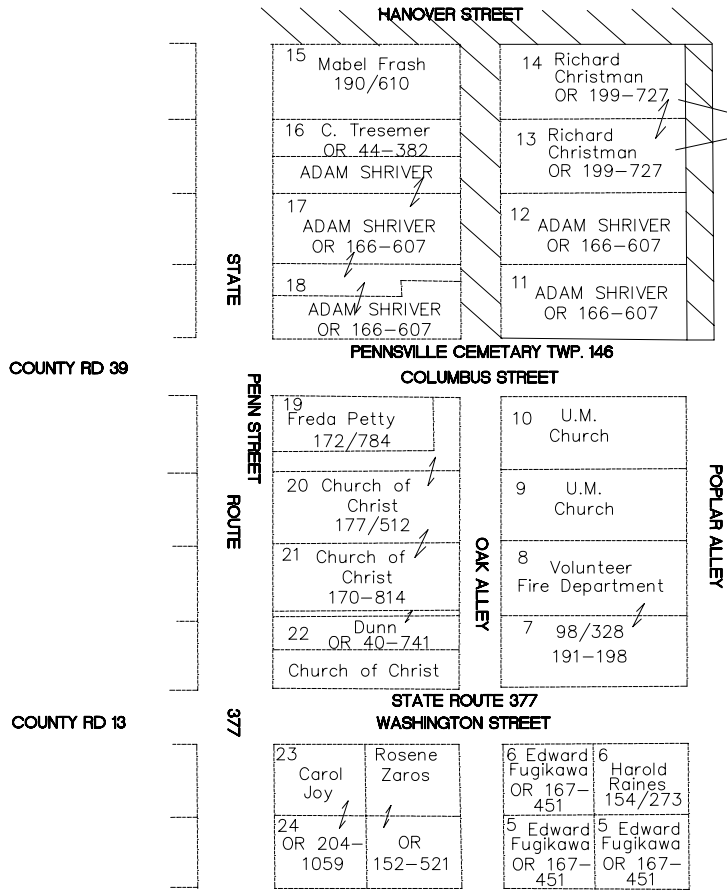 HANOVER STREET
15
Mabel Frash
190/610
16 C. Tresemer
OR 44-382
ADAM SHRIVER
17
ADAM SHRIVER
OR 166-607
18
ADAM SHRIVER
OR 166-607
14 Richard
Christman
OR 199-727
13 Richard
Christman
OR 199-727
12
ADAM SHRIVER
OR 166-607
11
ADAM SHRIVER
OR 166-607
STATE
PENNSVILLE CEMETARY TWP. 146
COUNTY RD 39
COLUMBUS STREET
PENN STREET
ROUTE
19
Freda Petty
172/784
20 Church of
Christ
177/512
21 Church of
Christ
170-814
22 Dunn
OR 40-741
Church of Christ
OAK ALLEY
10 U.M.
Church
9 U.M.
Church
8 Volunteer
Fire Department
7 98/328
191-198
POPLAR ALLEY
STATE ROUTE 377
COUNTY RD 13
377
WASHINGTON STREET
23
Carol
Joy
Rosene
Zaros
24
OR 204-
1059
OR
152-521
6 Edward
Fugikawa
OR 167-
451
6
Harold
Raines
154/273
5 Edward
Fugikawa
OR 167-
451
5 Edward
Fugikawa
OR 167-
451